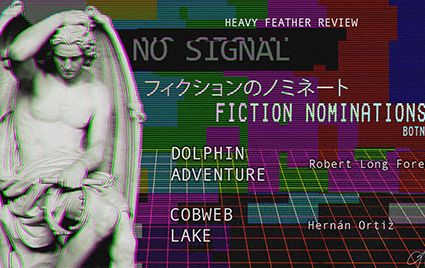 HEAVY FEATHER REVIEW
NO SIGNAL
フィクションのノミネート
FICTION NOMINATIONS
BOTN
DOLPHIN
ADVENTURE
Robert Long Fore
COBWEB
LAKE
Hernán Ortiz